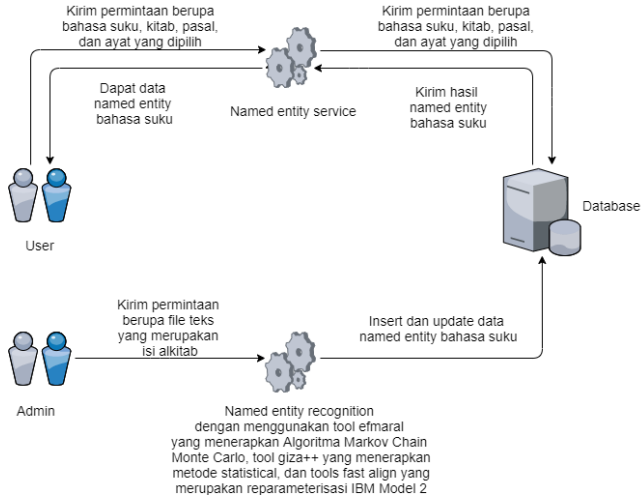 Kirim permintaan berupa
bahasa suku, kitab, pasal,
dan ayat yang dipilih
Kirim permintaan berupa
bahasa suku, kitab, pasal,
dan ayat yang dipilih
Dapat data
named entity
bahasa suku
Named entity service
Kirim hasil
named entity
bahasa suku
User
Database
Kirim permintaan
berupa file teks
yang merupakan
isi alkitab
Insert dan update data
named entity bahasa suku
Admin
Named entity recognition
dengan menggunakan tool efmaral
yang menerapkan Algoritma Markov Chain
Monte Carlo, tool giza++ yang menerapkan
metode statistical, dan tools fast align yang
merupakan reparameterisasi IBM Model 2